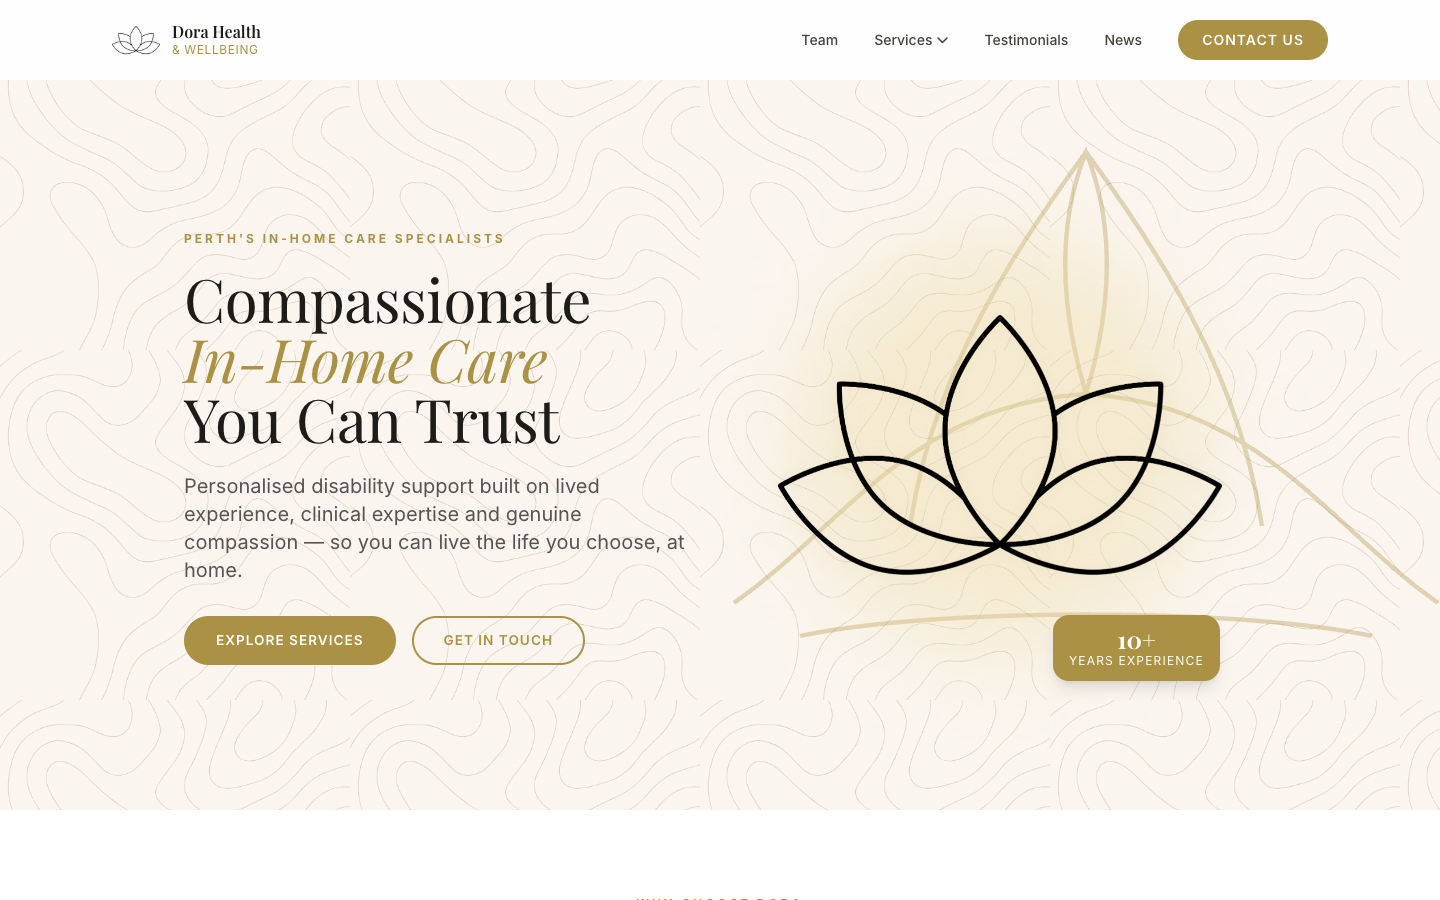 Dora Health
& WELLBEING
Team
Services
Testimonials
News
CONTACT US
PERTH'S IN-HOME CARE SPECIALISTS
Compassionate
In-Home Care
You Can Trust
Personalised disability support built on lived
experience, clinical expertise and genuine
compassion — so you can live the life you choose, at
home.
EXPLORE SERVICES
GET IN TOUCH
10+
YEARS EXPERIENCE